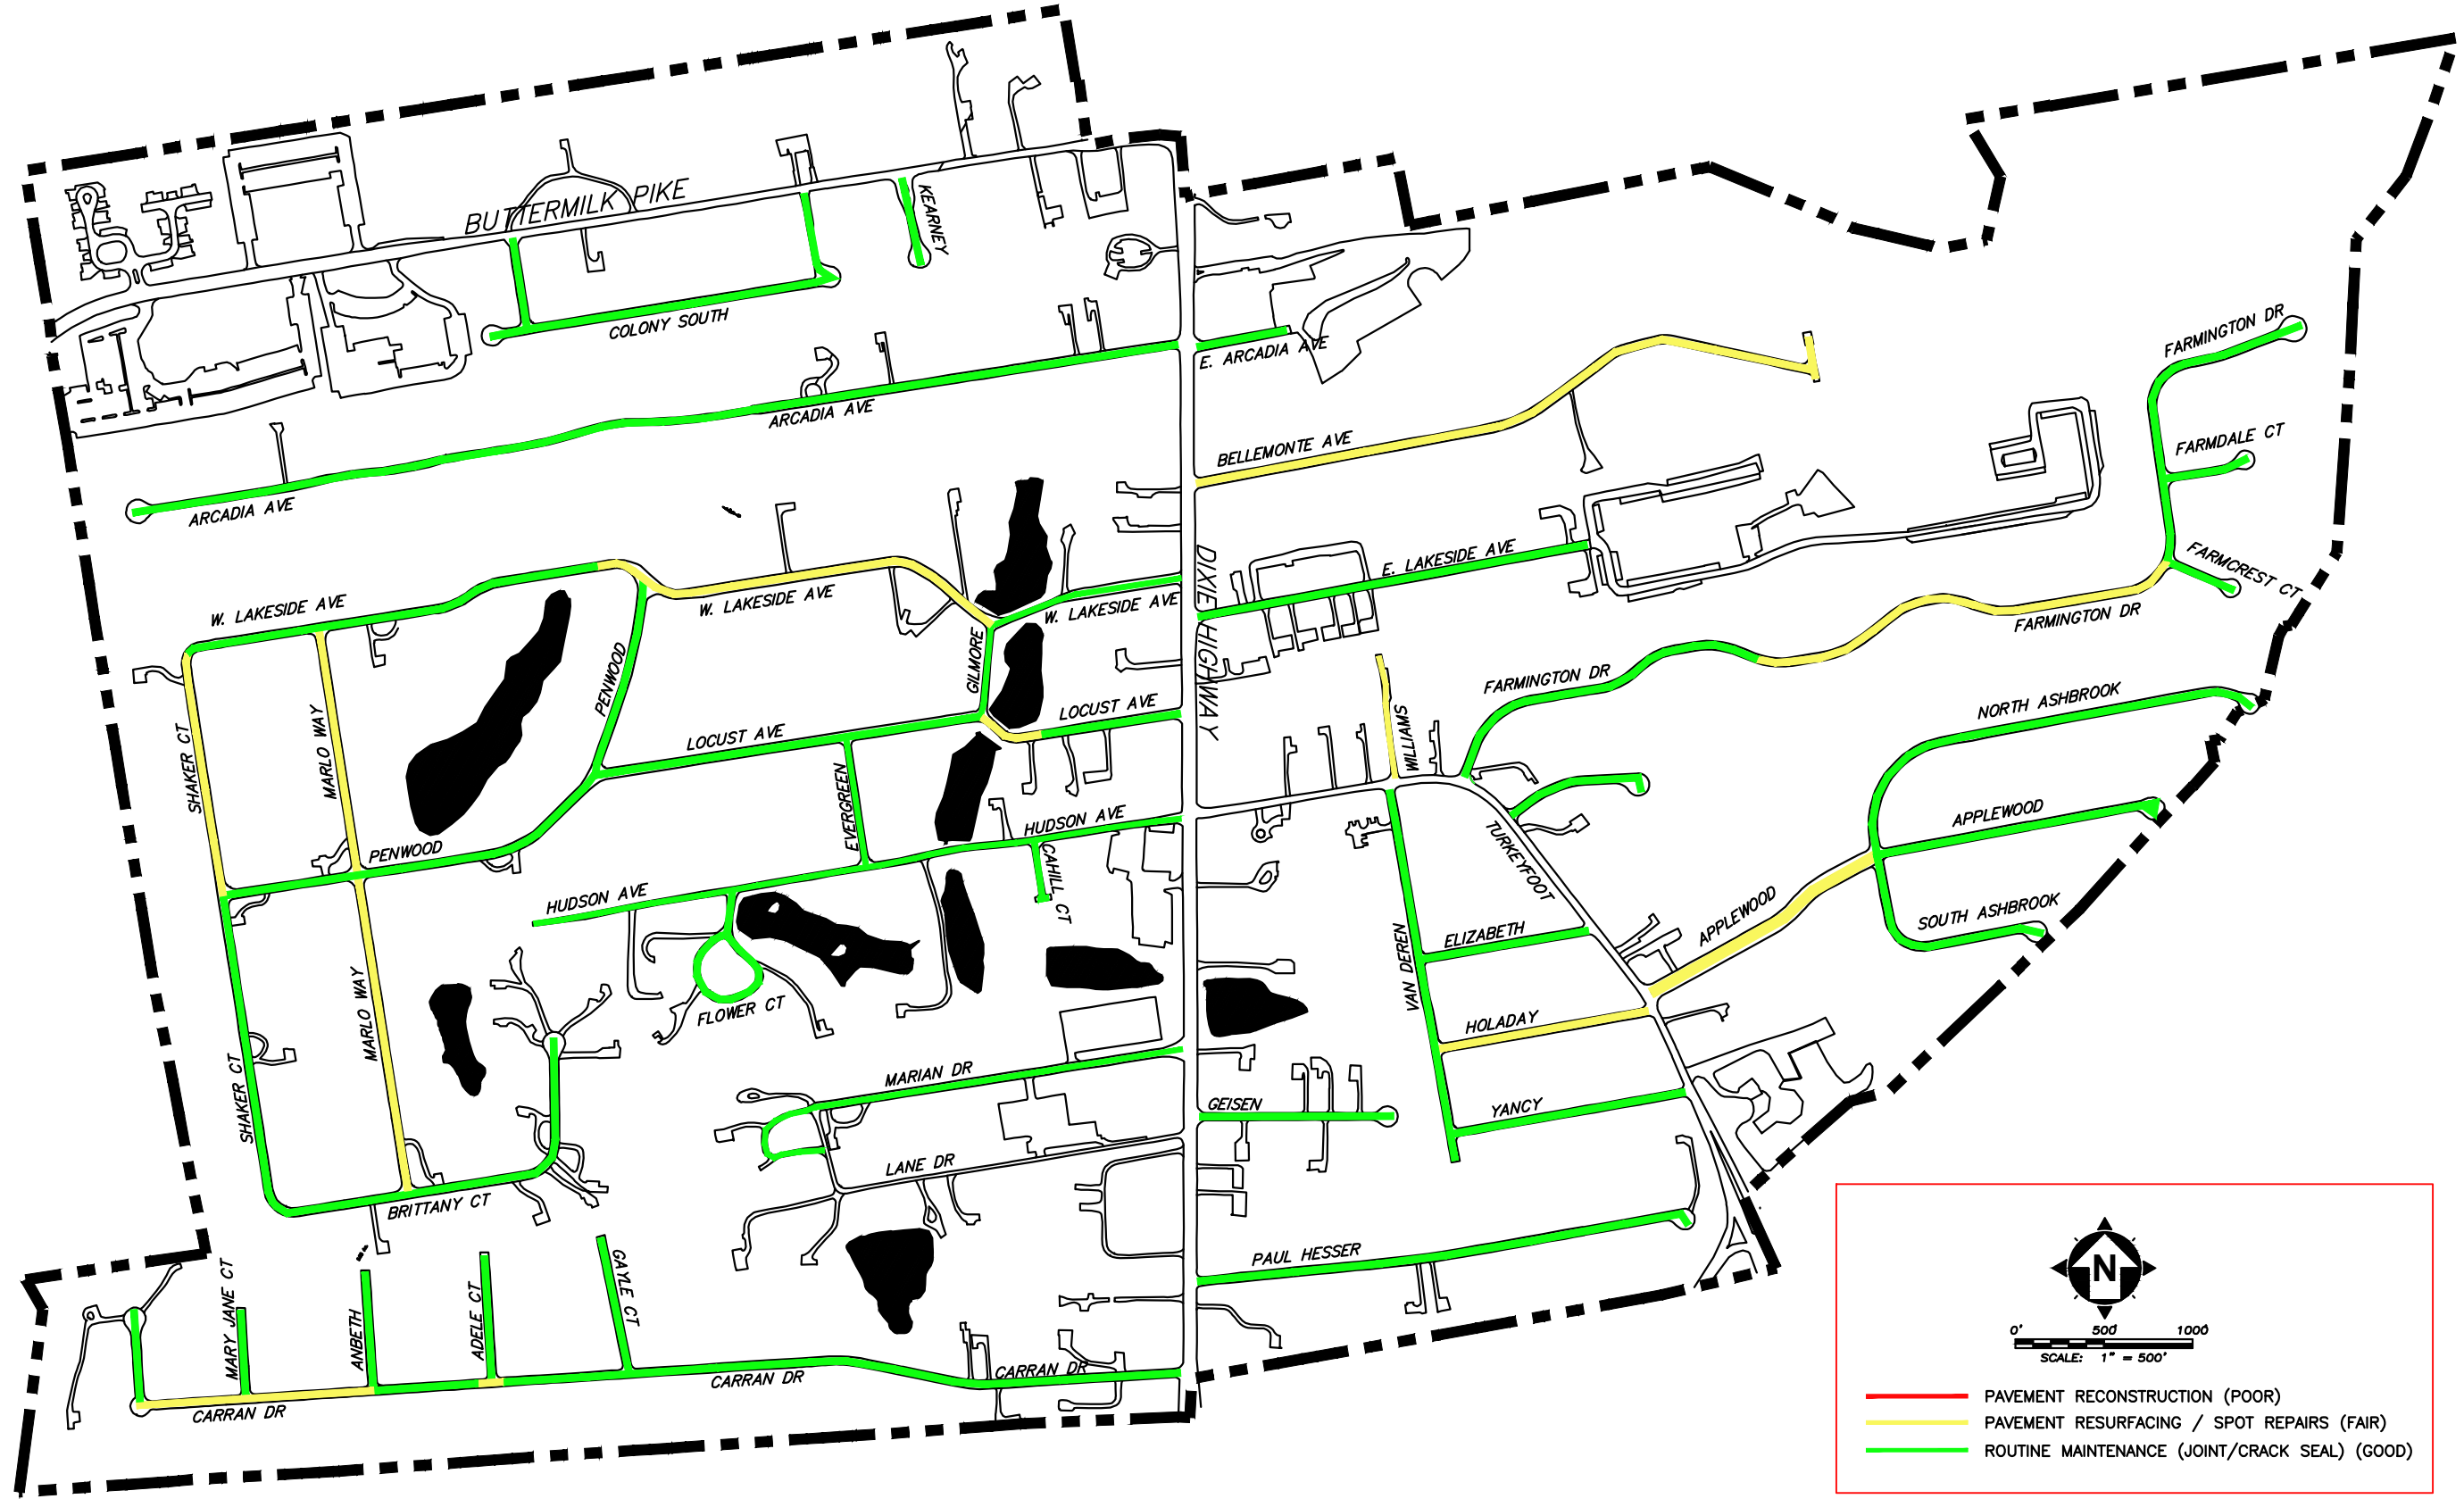 BUTTERMILK PIKE
KEARNEY
COLONY SOUTH
E. ARCADIA AVE
FARMINGTON DR
ARCADIA AVE
BELLEMONTE AVE
FARMDALE CT
ARCADIA AVE
DIXIE HIGHWAY
E. LAKESIDE AVE
FARMCREST CT
W. LAKESIDE AVE
W. LAKESIDE AVE
W. LAKESIDE AVE
FARMINGTON DR
GILMORE
PENWOOD
FARMINGTON DR
NORTH ASHBROOK
LOCUST AVE
LOCUST AVE
WILLIAMS
SHAKER CT
MARLO WAY
EVERGREEN
HUDSON AVE
APPLEWOOD
PENWOOD
TURKEYFOOT
CAHILL CT
HUDSON AVE
APPLEWOOD
SOUTH ASHBROOK
ELIZABETH
VAN DEREN
FLOWER CT
MARLO WAY
HOLADAY
SHAKER CT
MARIAN DR
GEISEN
YANCY
LANE DR
BRITTANY CT
PAUL HESSER
GAYLE CT
MARY JANE CT
ANBETH
ADELE CT
CARRAN DR
CARRAN DR
CARRAN DR
N
0' 500' 1000'
SCALE: 1" = 500'
PAVEMENT RECONSTRUCTION (POOR)
PAVEMENT RESURFACING / SPOT REPAIRS (FAIR)
ROUTINE MAINTENANCE (JOINT/CRACK SEAL) (GOOD)